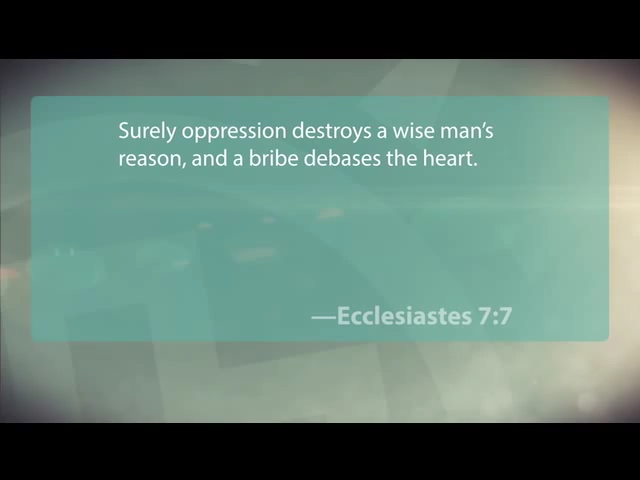 Surely oppression destroys a wise man’s
reason, and a bribe debases the heart.
—Ecclesiastes 7:7